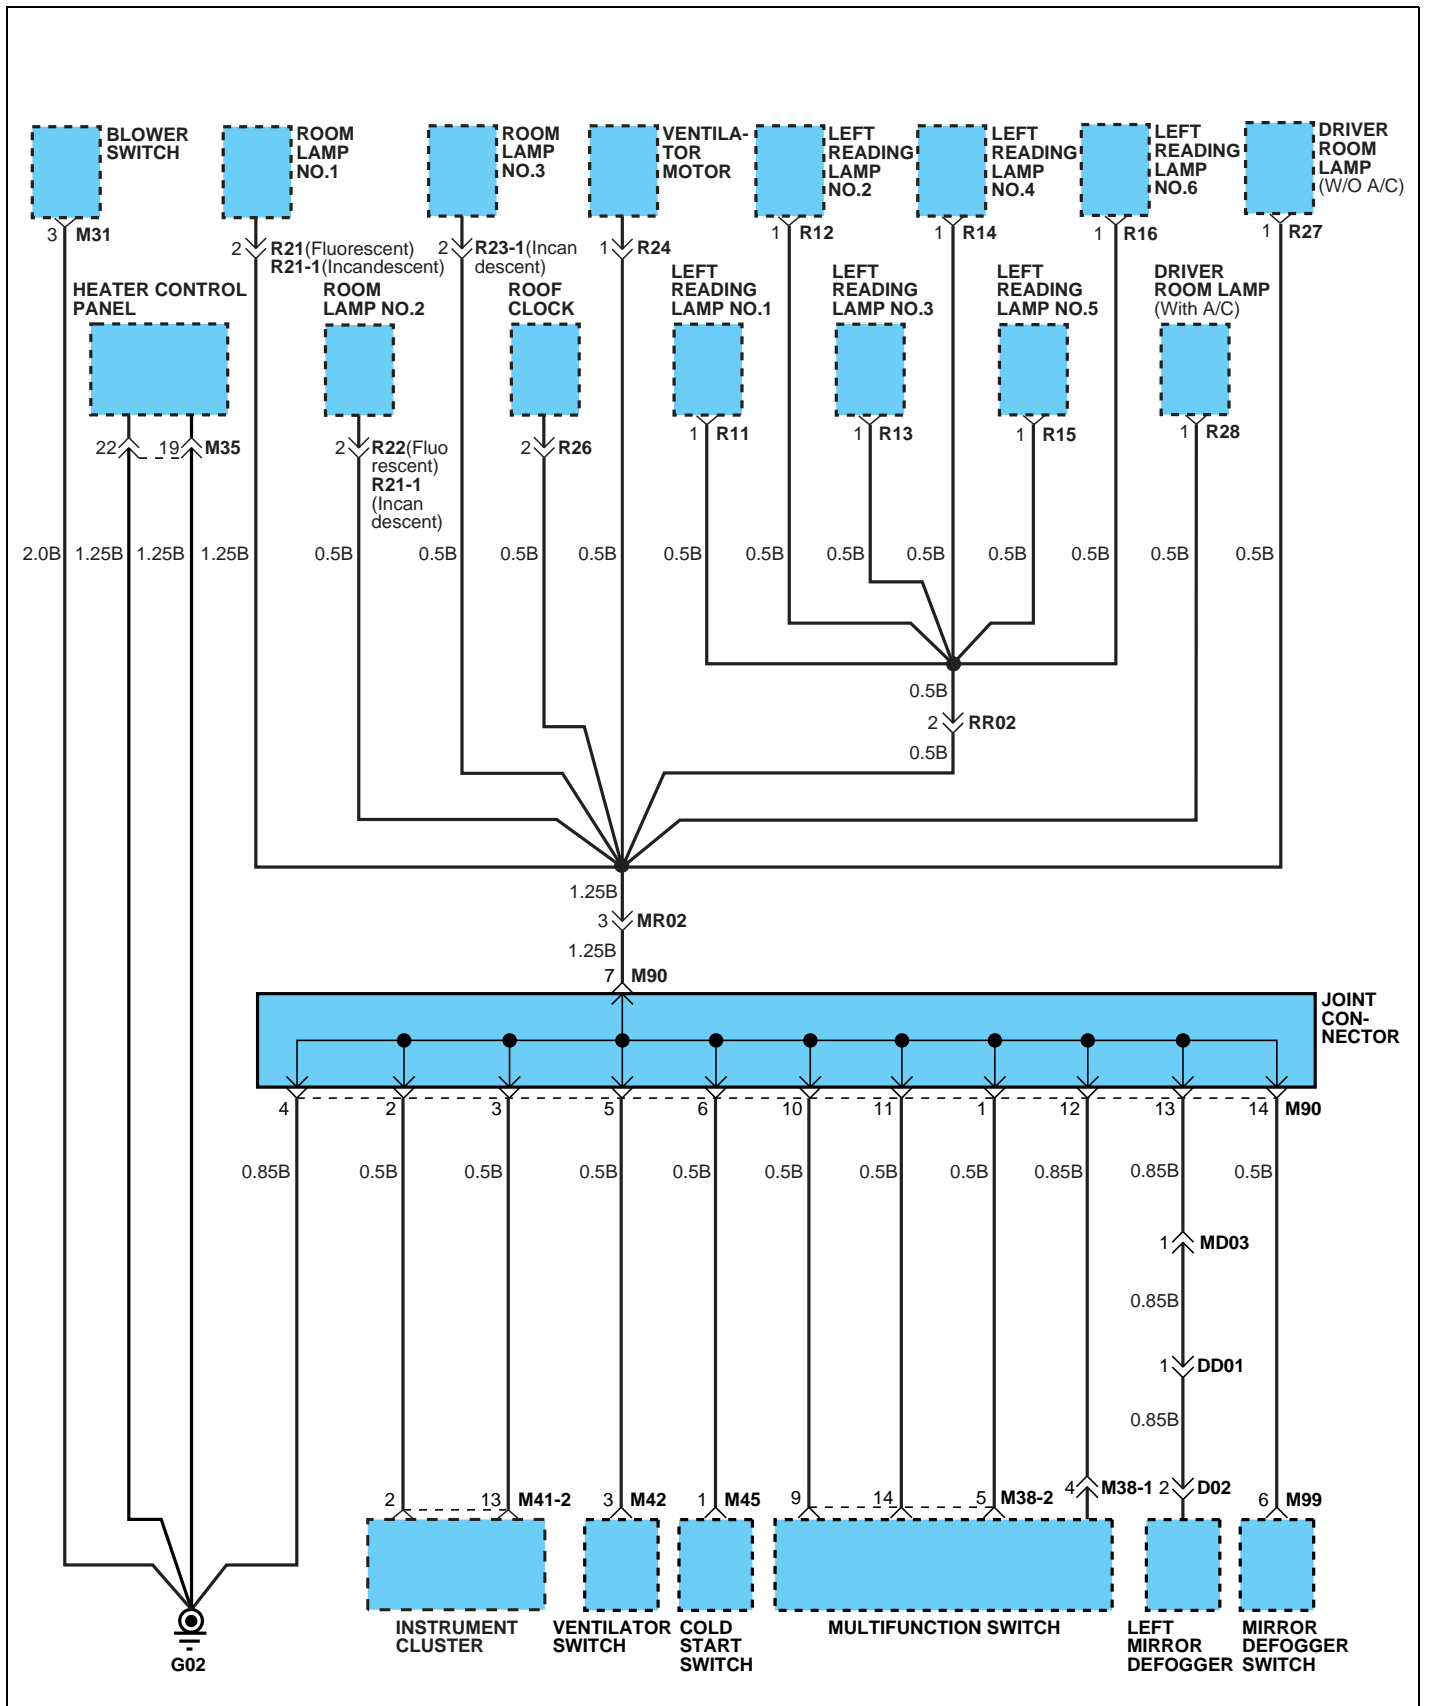 BLOWER
SWITCH
ROOM
LAMP
NO.1
ROOM
LAMP
NO.3
VENTILA-
TOR
MOTOR
LEFT
READING
LAMP
NO.2
LEFT
READING
LAMP
NO.4
LEFT
READING
LAMP
NO.6
DRIVER
ROOM
LAMP
(W/O A/C)
3 M31
2 R21(Fluorescent)
R21-1(Incandescent)
2 R23-1(Incan
descent)
1 R24
1 R12
1 R14
1 R16
1 R27
HEATER CONTROL
PANEL
ROOM
LAMP NO.2
ROOF
CLOCK
LEFT
READING
LAMP NO.1
LEFT
READING
LAMP NO.3
LEFT
READING
LAMP NO.5
DRIVER
ROOM LAMP
(With A/C)
22 19 M35
2 R22(Fluo
rescent)
R21-1
(Incan
descent)
2 R26
1 R11
1 R13
1 R15
1 R28
2.0B 1.25B 1.25B 1.25B 0.5B 0.5B 0.5B 0.5B 0.5B 0.5B 0.5B 0.5B 0.5B 0.5B 0.5B 0.5B
0.5B
2 RR02
0.5B
1.25B
3 MR02
1.25B
7 M90
JOINT
CON-
NECTOR
4 2 3 5 6 10 11 1 12 13 14 M90
0.85B 0.5B 0.5B 0.5B 0.5B 0.5B 0.5B 0.5B 0.85B 0.85B 0.5B
1 MD03
0.85B
1 DD01
0.85B
2 13 M41-2
3 M42
1 M45
9 14 5 M38-2
4 M38-1
2 D02
6 M99
INSTRUMENT
CLUSTER
VENTILATOR
SWITCH
COLD
START
SWITCH
MULTIFUNCTION SWITCH
LEFT
MIRROR
DEFOGGER
MIRROR
DEFOGGER
SWITCH
G02